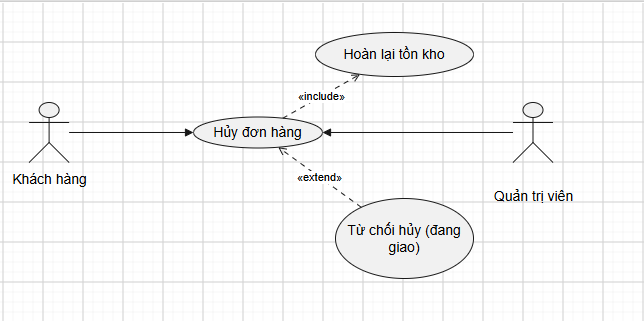 Hoàn lại tồn kho
«include»
Hủy đơn hàng
Khách hàng
«extend»
Quản trị viên
Từ chối hủy (đang
giao)